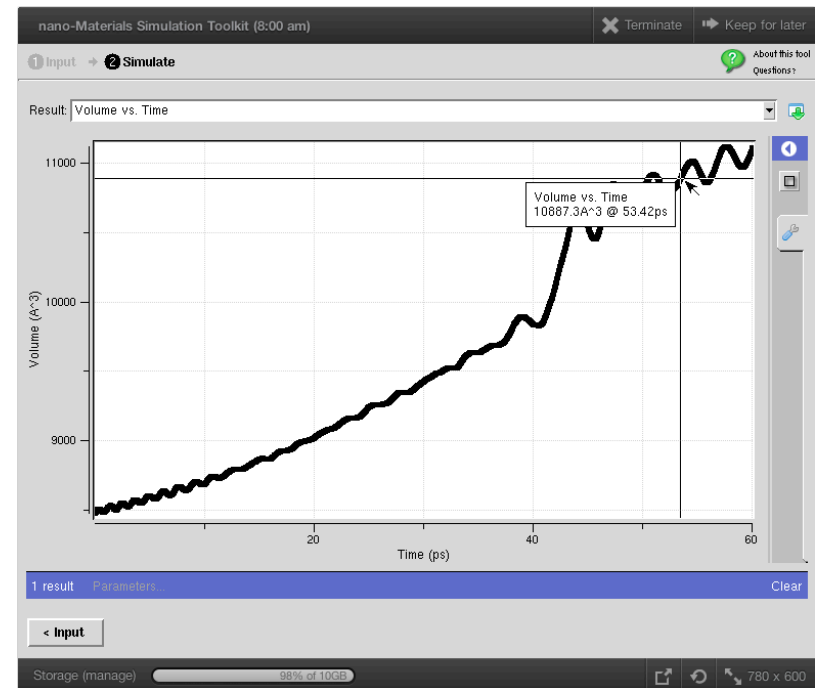 nano-Materials Simulation Toolkit (8:00 am)
Terminate
Keep for later
1 Input
2 Simulate
About this tool
Questions?
Result: Volume vs. Time
11000
10000
9000
Volume (A^3)
Volume vs. Time
10887.3A^3 @ 53.42ps
20
40
60
Time (ps)
1 result Parameters...
Clear
< Input
Storage (manage)
98% of 10GB
780 x 600